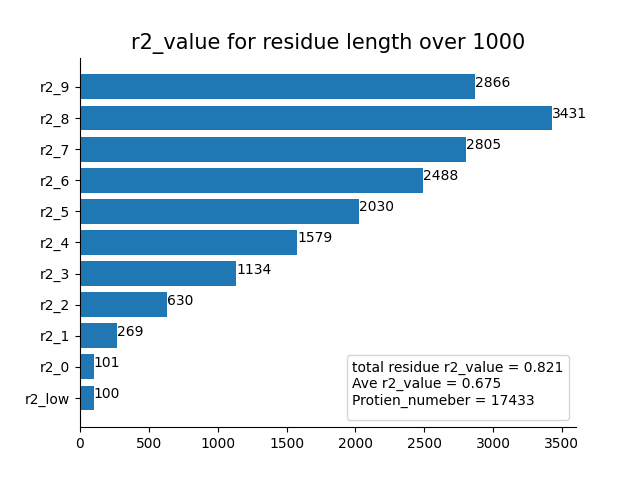 r2_value for residue length over 1000
r2_9 2866
r2_8 3431
r2_7 2805
r2_6 2488
r2_5 2030
r2_4 1579
r2_3 1134
r2_2 630
r2_1 269
r2_0 101
r2_low 100
total residue r2_value = 0.821
Ave r2_value = 0.675
Protien_numeber = 17433
0 500 1000 1500 2000 2500 3000 3500